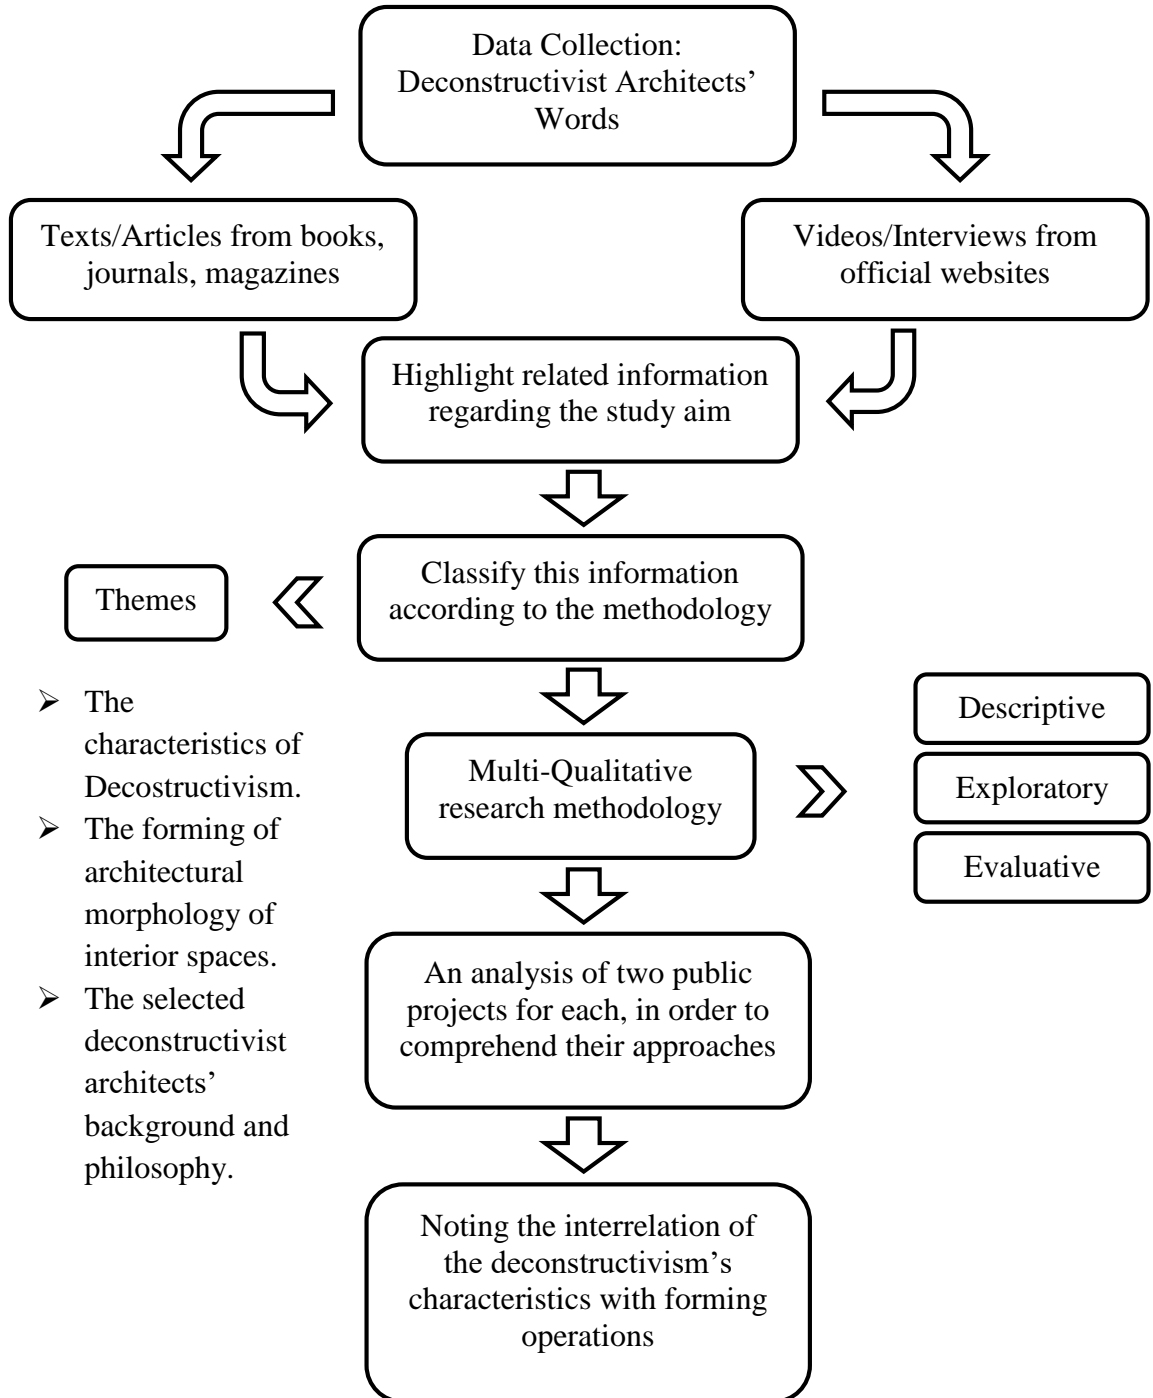 Data Collection:
Deconstructivist Architects’
Words
Texts/Articles from books,
journals, magazines
Videos/Interviews from
official websites
Highlight related information
regarding the study aim
Classify this information
according to the methodology
Themes
➢ The
characteristics of
Decostructivism.
➢ The forming of
architectural
morphology of
interior spaces.
➢ The selected
deconstructivist
architects’
background and
philosophy.
Multi-Qualitative
research methodology
Descriptive
Exploratory
Evaluative
An analysis of two public
projects for each, in order to
comprehend their approaches
Noting the interrelation of
the deconstructivism’s
characteristics with forming
operations